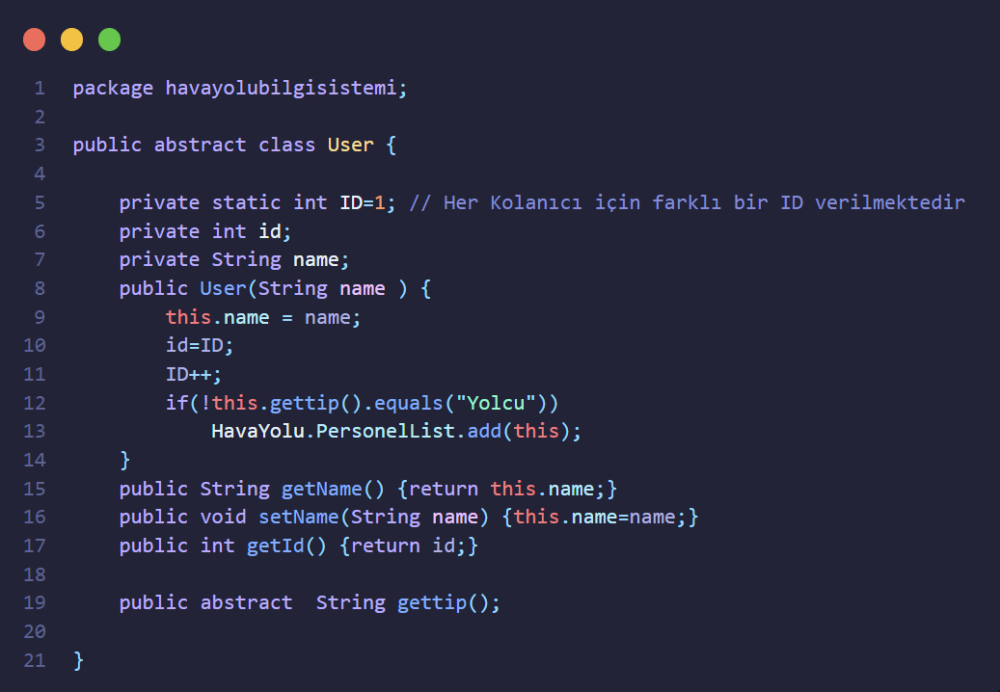 1 package havayolubilgisistemi;
2
3 public abstract class User {
4
5 private static int ID=1; // Her Kolanıcı için farklı bir ID verilmektedir
6 private int id;
7 private String name;
8 public User(String name ) {
9 this.name = name;
10 id=ID;
11 ID++;
12 if(!this.gettip().equals("Yolcu"))
13 HavaYolu.PersonelList.add(this);
14 }
15 public String getName() {return this.name;}
16 public void setName(String name) {this.name=name;}
17 public int getId() {return id;}
18
19 public abstract  String gettip();
20
21 }